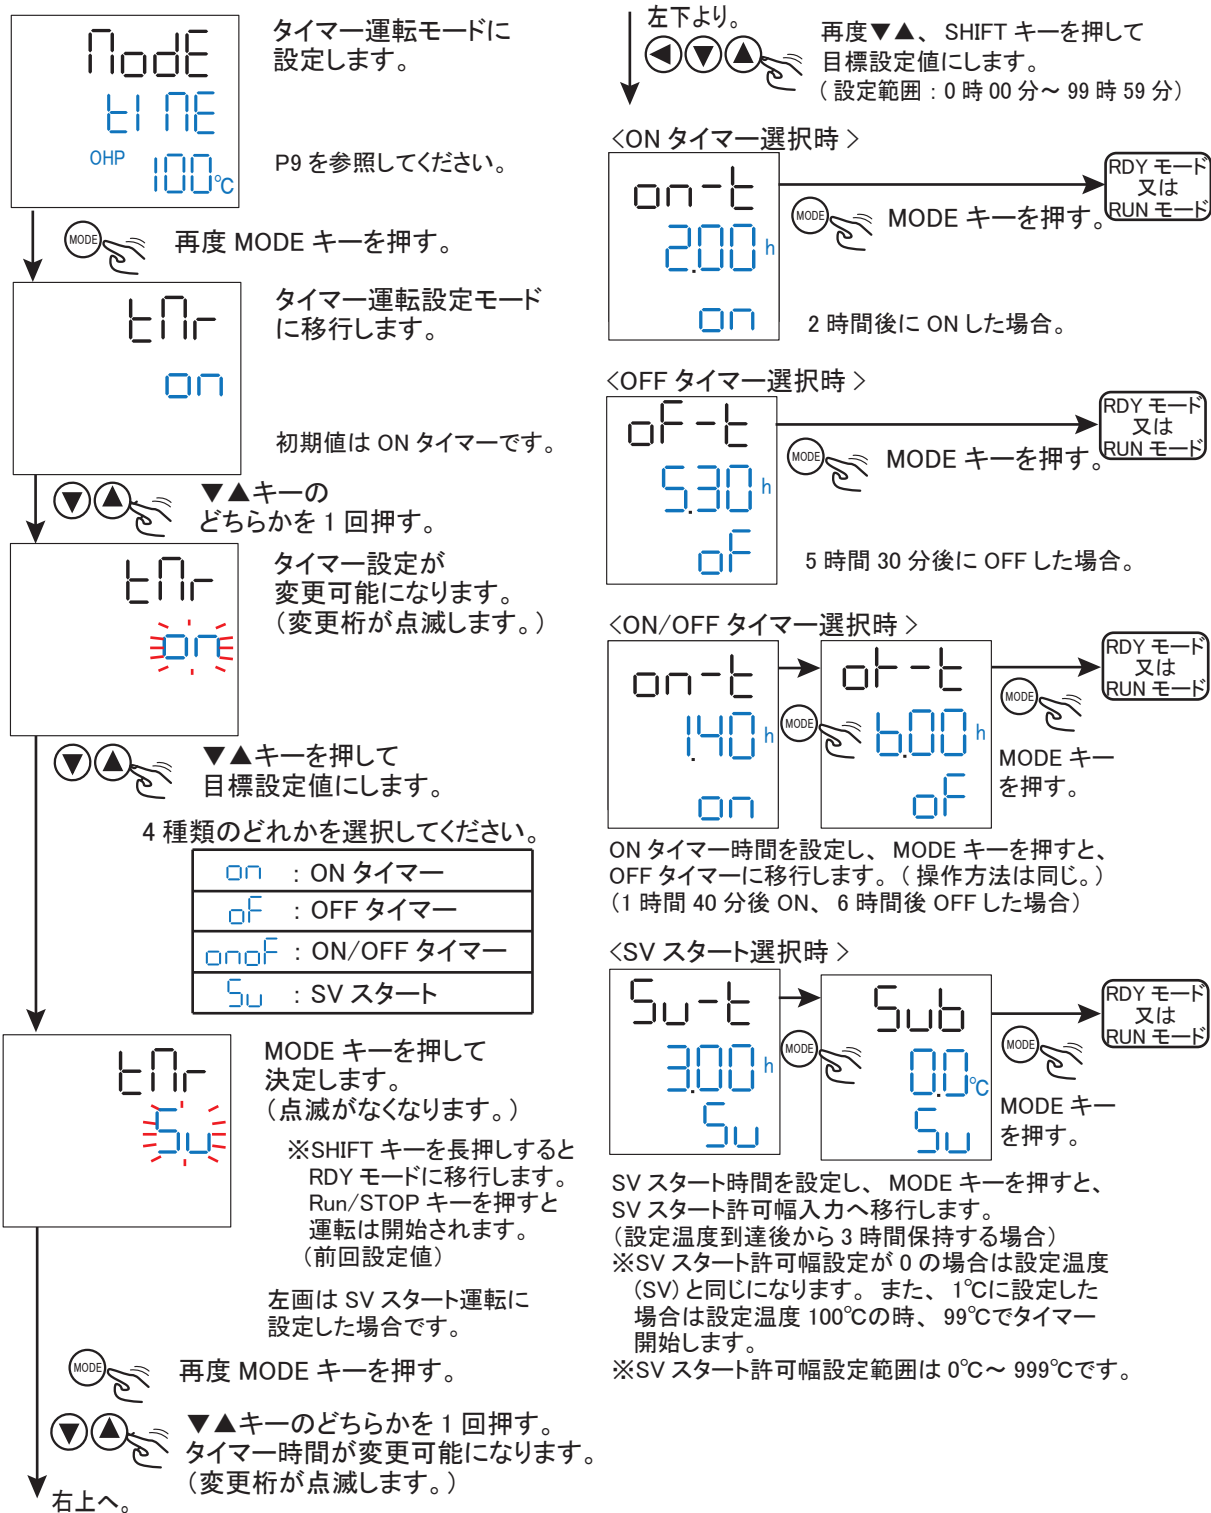 ModE
tIME
OHP
100℃
タイマー運転モードに
設定します。
P9 を参照してください。
MODE
再度 MODE キーを押す。
tMr
on
タイマー運転設定モード
に移行します。
初期値は ON タイマーです。
▼▲
▼▲キーの
どちらかを 1 回押す。
tMr
on
タイマー設定が
変更可能になります。
（変更桁が点滅します。）
▼▲
▼▲キーを押して
目標設定値にします。
4 種類のどれかを選択してください。
on : ON タイマー
oF : OFF タイマー
onoF : ON/OFF タイマー
Su : SV スタート
tMr
Su
MODE キーを押して
決定します。
（点滅がなくなります。）
※SHIFT キーを長押しすると
RDY モードに移行します。
Run/STOP キーを押すと
運転は開始されます。
（前回設定値）
左画は SV スタート運転に
設定した場合です。
MODE
再度 MODE キーを押す。
▼▲
▼▲キーのどちらかを 1 回押す。
タイマー時間が変更可能になります。
（変更桁が点滅します。）
右上へ。
左下より。
◀▼▲
再度▼▲、 SHIFT キーを押して
目標設定値にします。
（ 設定範囲：0 時 00 分～ 99 時 59 分）
<ON タイマー選択時 >
on-t
2.00 h
on
MODE
MODE キーを押す。
RDY モード
又は
RUN モード
2 時間後に ON した場合。
<OFF タイマー選択時 >
oF-t
5.30 h
oF
MODE
MODE キーを押す。
RDY モード
又は
RUN モード
5 時間 30 分後に OFF した場合。
<ON/OFF タイマー選択時 >
on-t
1.40 h
on
MODE
oF-t
6.00 h
oF
MODE
MODE キー
を押す。
RDY モード
又は
RUN モード
ON タイマー時間を設定し、 MODE キーを押すと、
OFF タイマーに移行します。（ 操作方法は同じ。）
（1 時間 40 分後 ON、 6 時間後 OFF した場合）
<SV スタート選択時 >
Su-t
3.00 h
Su
MODE
Sub
0.0℃
Su
MODE
MODE キー
を押す。
RDY モード
又は
RUN モード
SV スタート時間を設定し、 MODE キーを押すと、
SV スタート許可幅入力へ移行します。
（設定温度到達後から 3 時間保持する場合）
※SV スタート許可幅設定が 0 の場合は設定温度
（SV）と同じになります。 また、 1℃に設定した
場合は設定温度 100℃の時、 99℃でタイマー
開始します。
※SV スタート許可幅設定範囲は 0℃～ 999℃です。